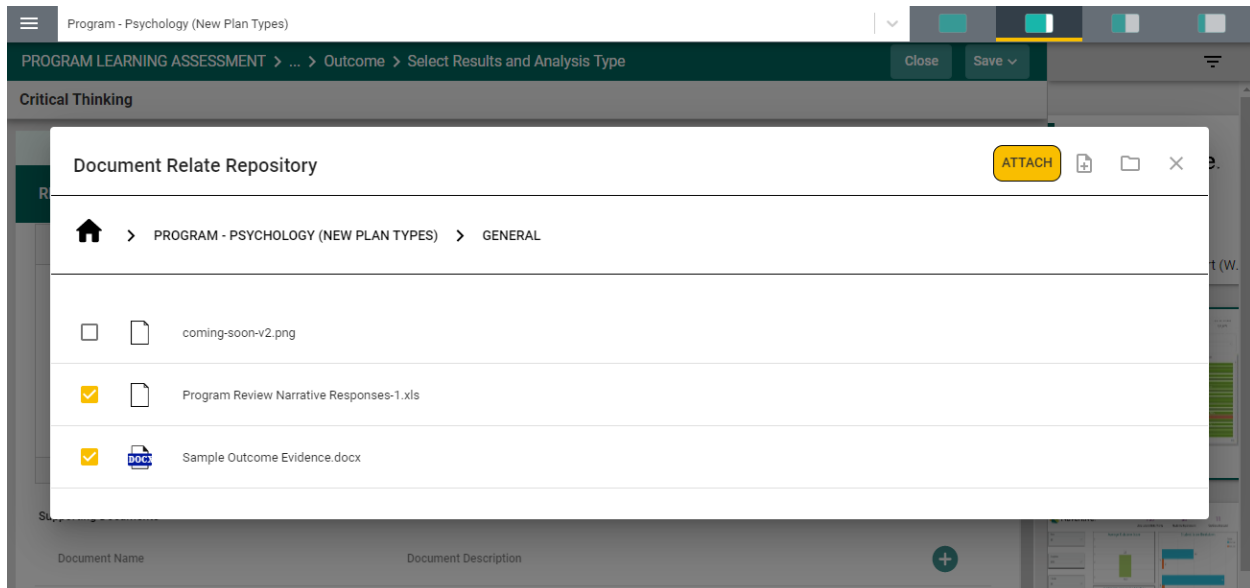 Program - Psychology (New Plan Types)
PROGRAM LEARNING ASSESSMENT > ... > Outcome > Select Results and Analysis Type
Close
Save
Critical Thinking
Document Relate Repository
ATTACH
> PROGRAM - PSYCHOLOGY (NEW PLAN TYPES) > GENERAL
coming-soon-v2.png
Program Review Narrative Responses-1.xls
DOCX
Sample Outcome Evidence.docx
Document Name
Document Description